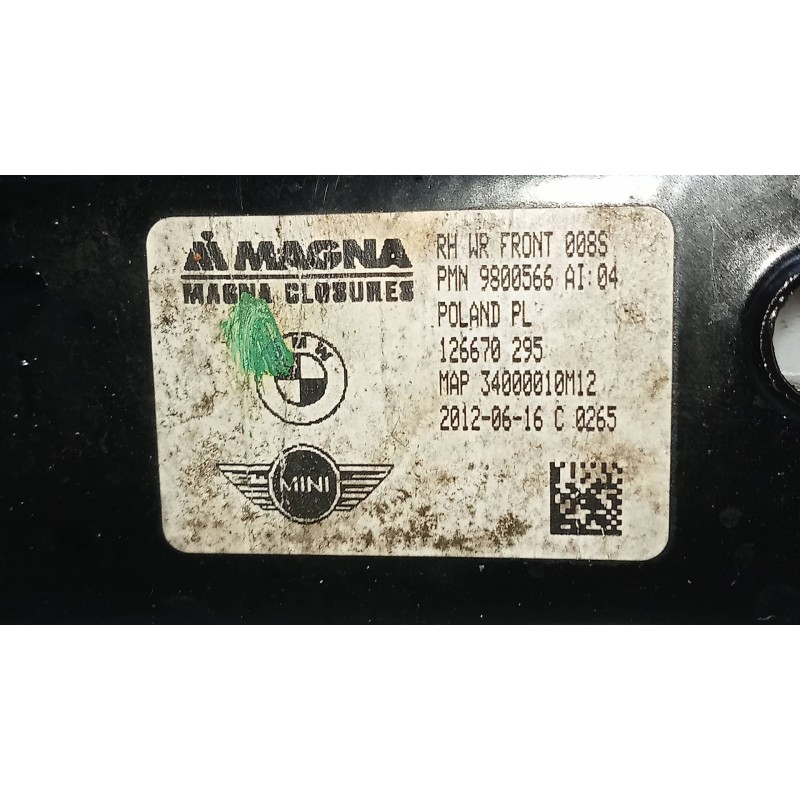 MAGNA
MAGNA CLOSURES
BMW
MINI
RH WR FRONT 008S
PMN 9800566 AI:04
POLAND PL
126670 295
MAP 34000010M12
2012-06-16 C 0265